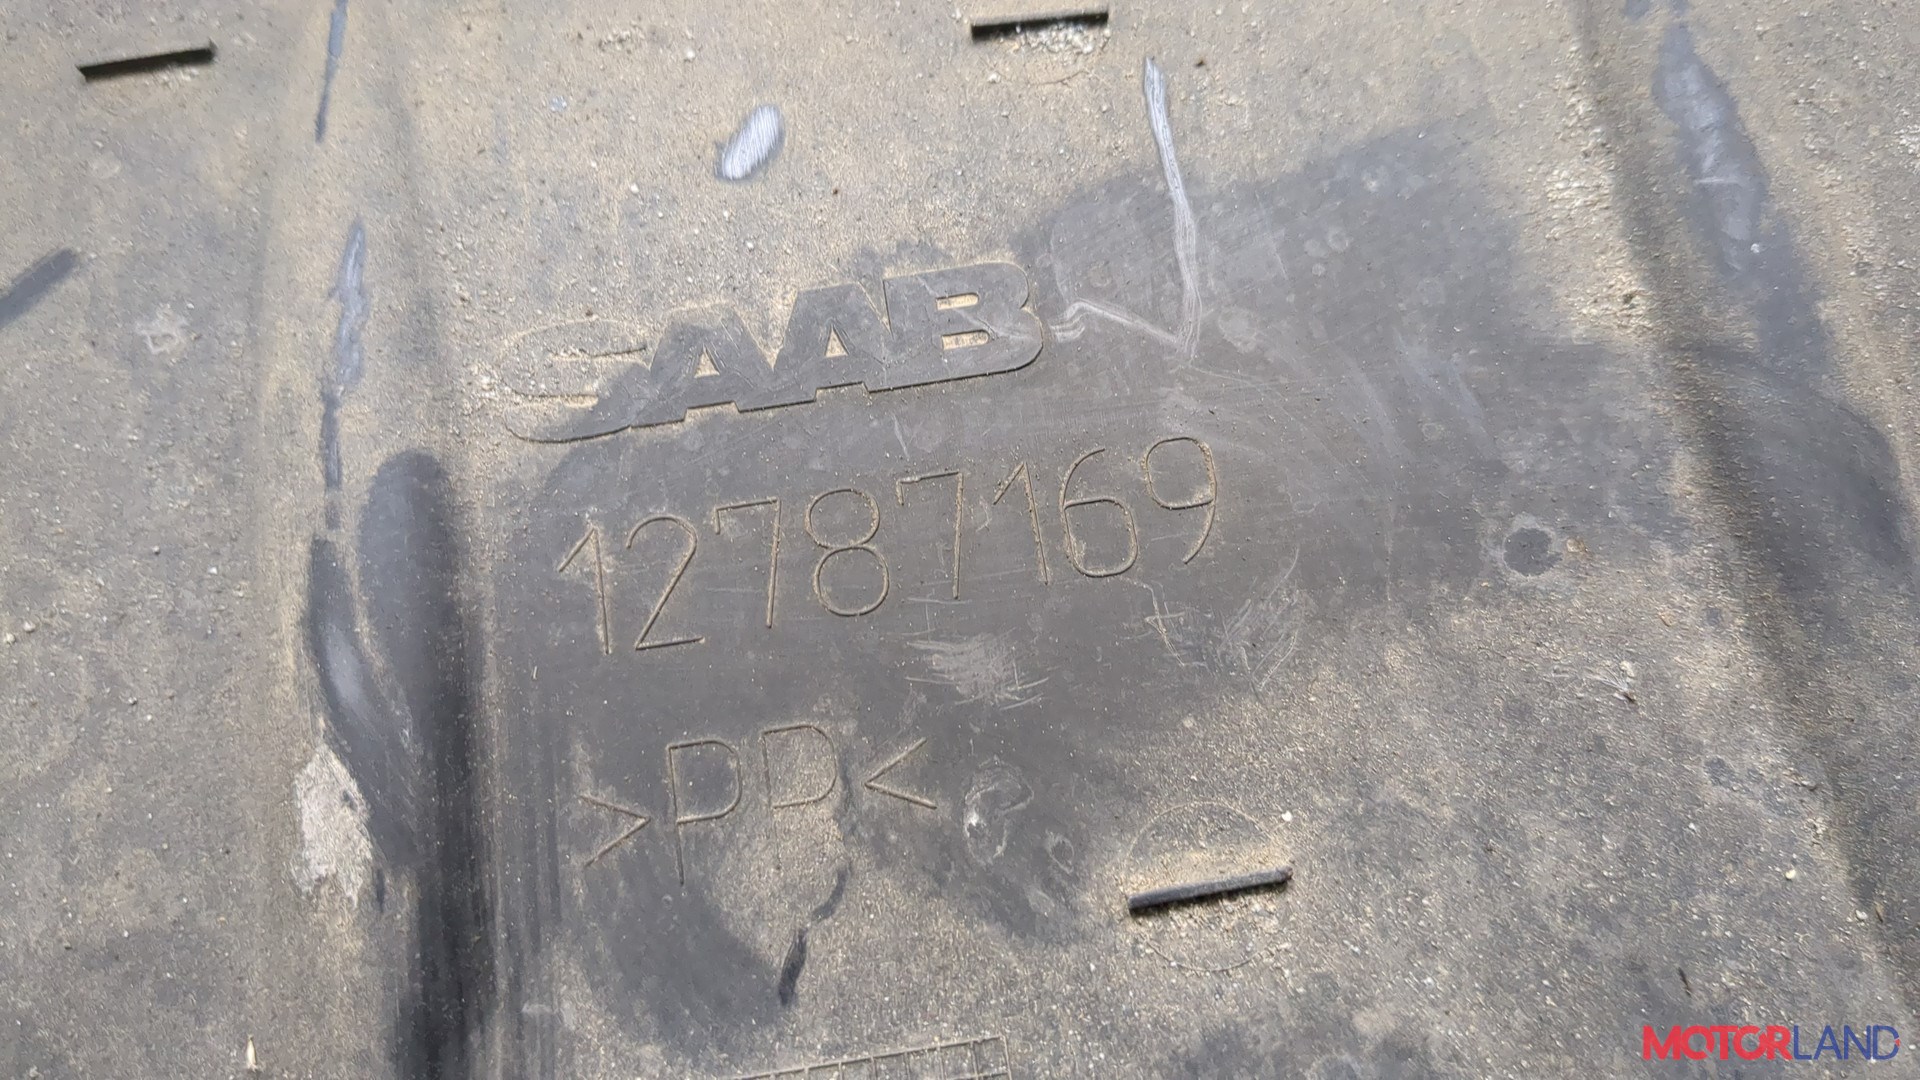 SAAB
12787169
>PP<
MOTORLAND